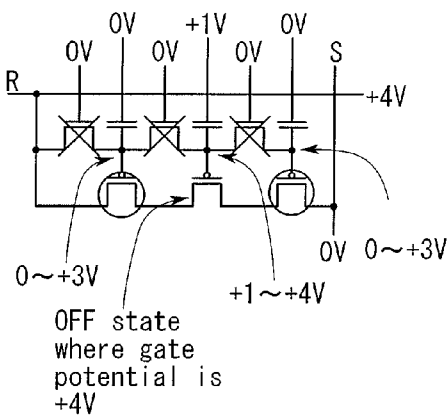 0V
0V
0V
0V
+1V
0V
S
R
+4V
0V
0〜+3V
0〜+3V
+1〜+4V
OFF state
where gate
potential is
+4V